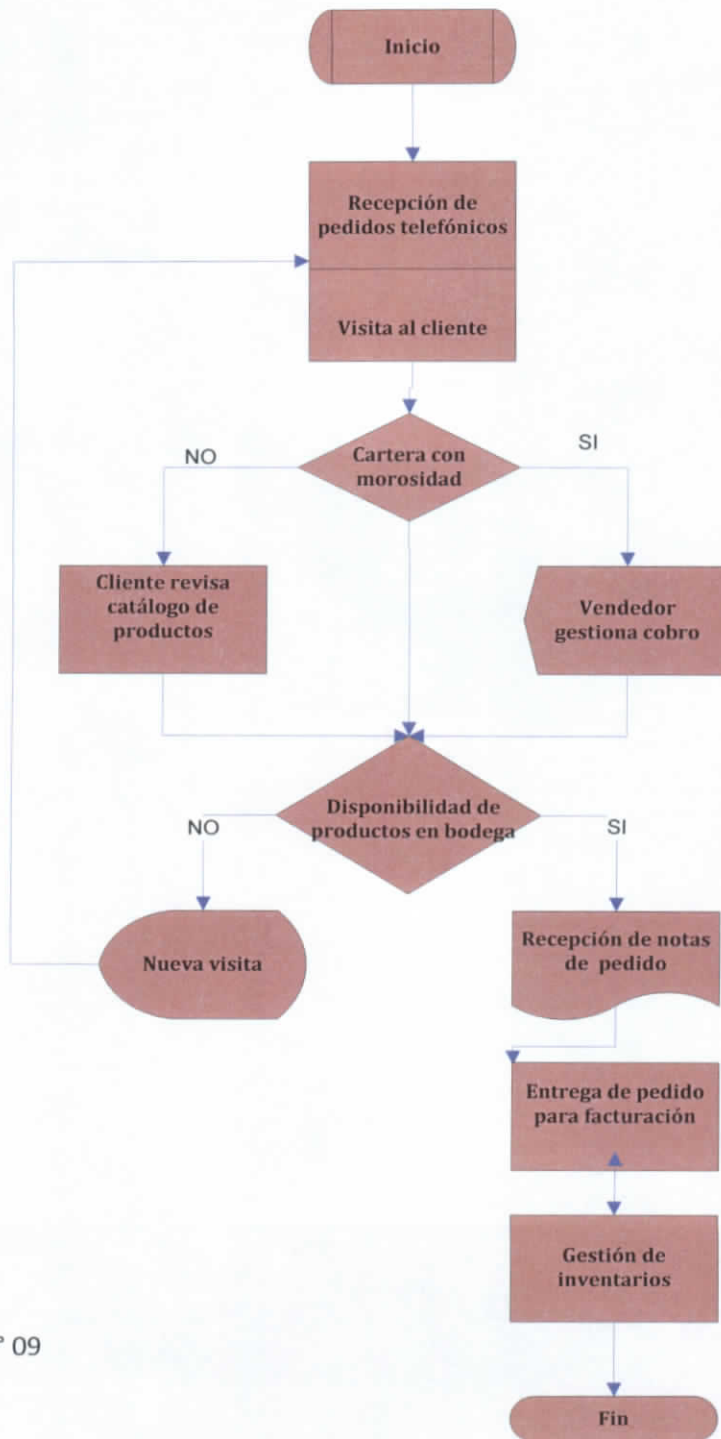 Inicio
Recepción de
pedidos telefónicos
Visita al cliente
Cartera con
morosidad
NO
SI
Cliente revisa
catálogo de
productos
Vendedor
gestiona cobro
Disponibilidad de
productos en bodega
NO
SI
Nueva visita
Recepción de notas
de pedido
Entrega de pedido
para facturación
Gestión de
inventarios
° 09
Fin